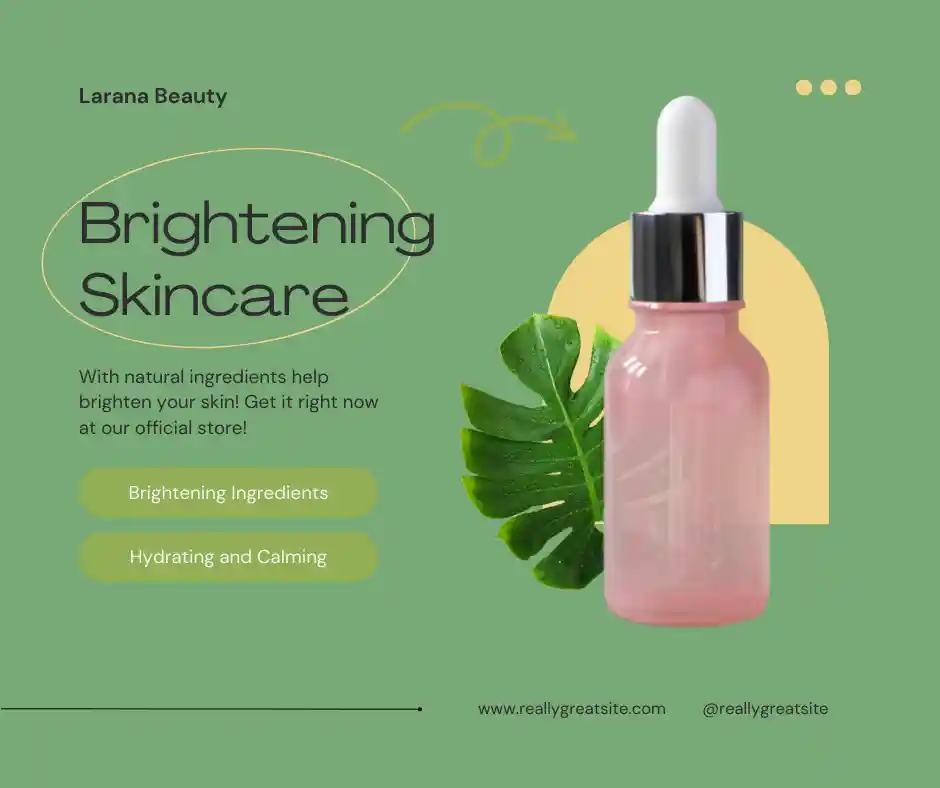 Larana Beauty
Brightening
Skincare
With natural ingredients help
brighten your skin! Get it right now
at our official store!
Brightening Ingredients
Hydrating and Calming
www.reallygreatsite.com
@reallygreatsite